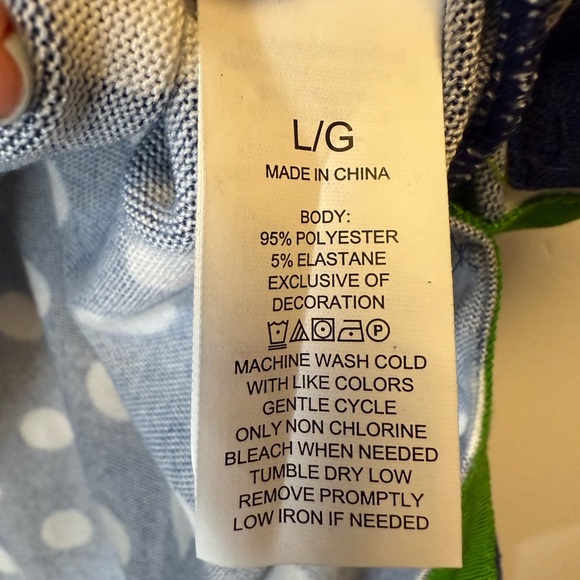 L/G
MADE IN CHINA
BODY:
95% POLYESTER
5% ELASTANE
EXCLUSIVE OF
DECORATION
P
MACHINE WASH COLD
WITH LIKE COLORS
GENTLE CYCLE
ONLY NON CHLORINE
BLEACH WHEN NEEDED
TUMBLE DRY LOW
REMOVE PROMPTLY
LOW IRON IF NEEDED